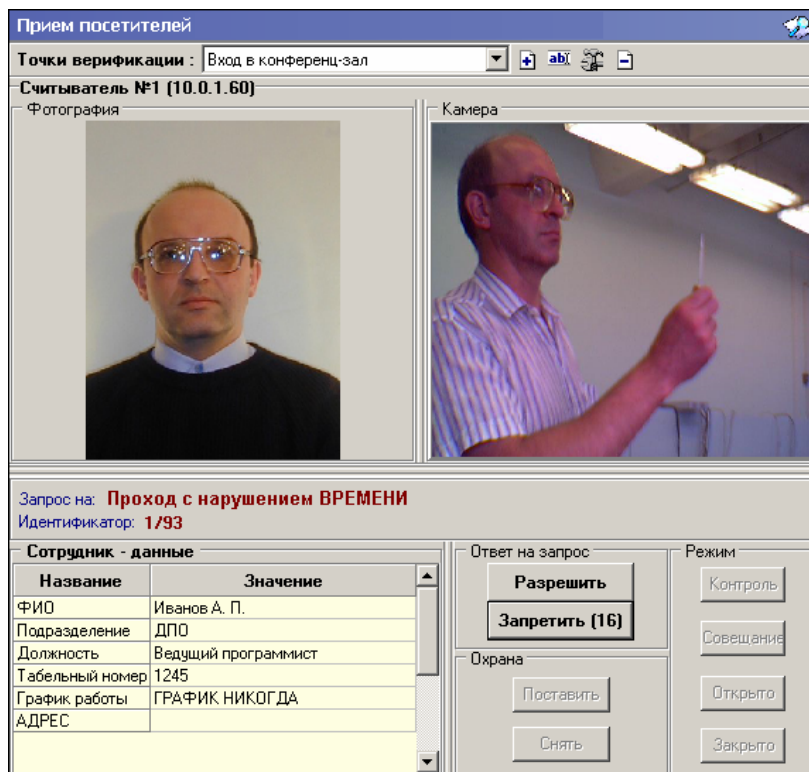 Прием посетителей
Точки верификации : Вход в конференц-зал
Считыватель №1 (10.0.1.60)
Фотография
Камера
Запрос на: Проход с нарушением ВРЕМЕНИ
Идентификатор: 1/93
Сотрудник - данные
Название Значение
ФИО Иванов А. П.
Подразделение ДПО
Должность Ведущий программист
Табельный номер 1245
График работы ГРАФИК НИКОГДА
АДРЕС
Ответ на запрос
Разрешить
Запретить (16)
Охрана
Поставить
Снять
Режим
Контроль
Совещание
Открыто
Закрыто